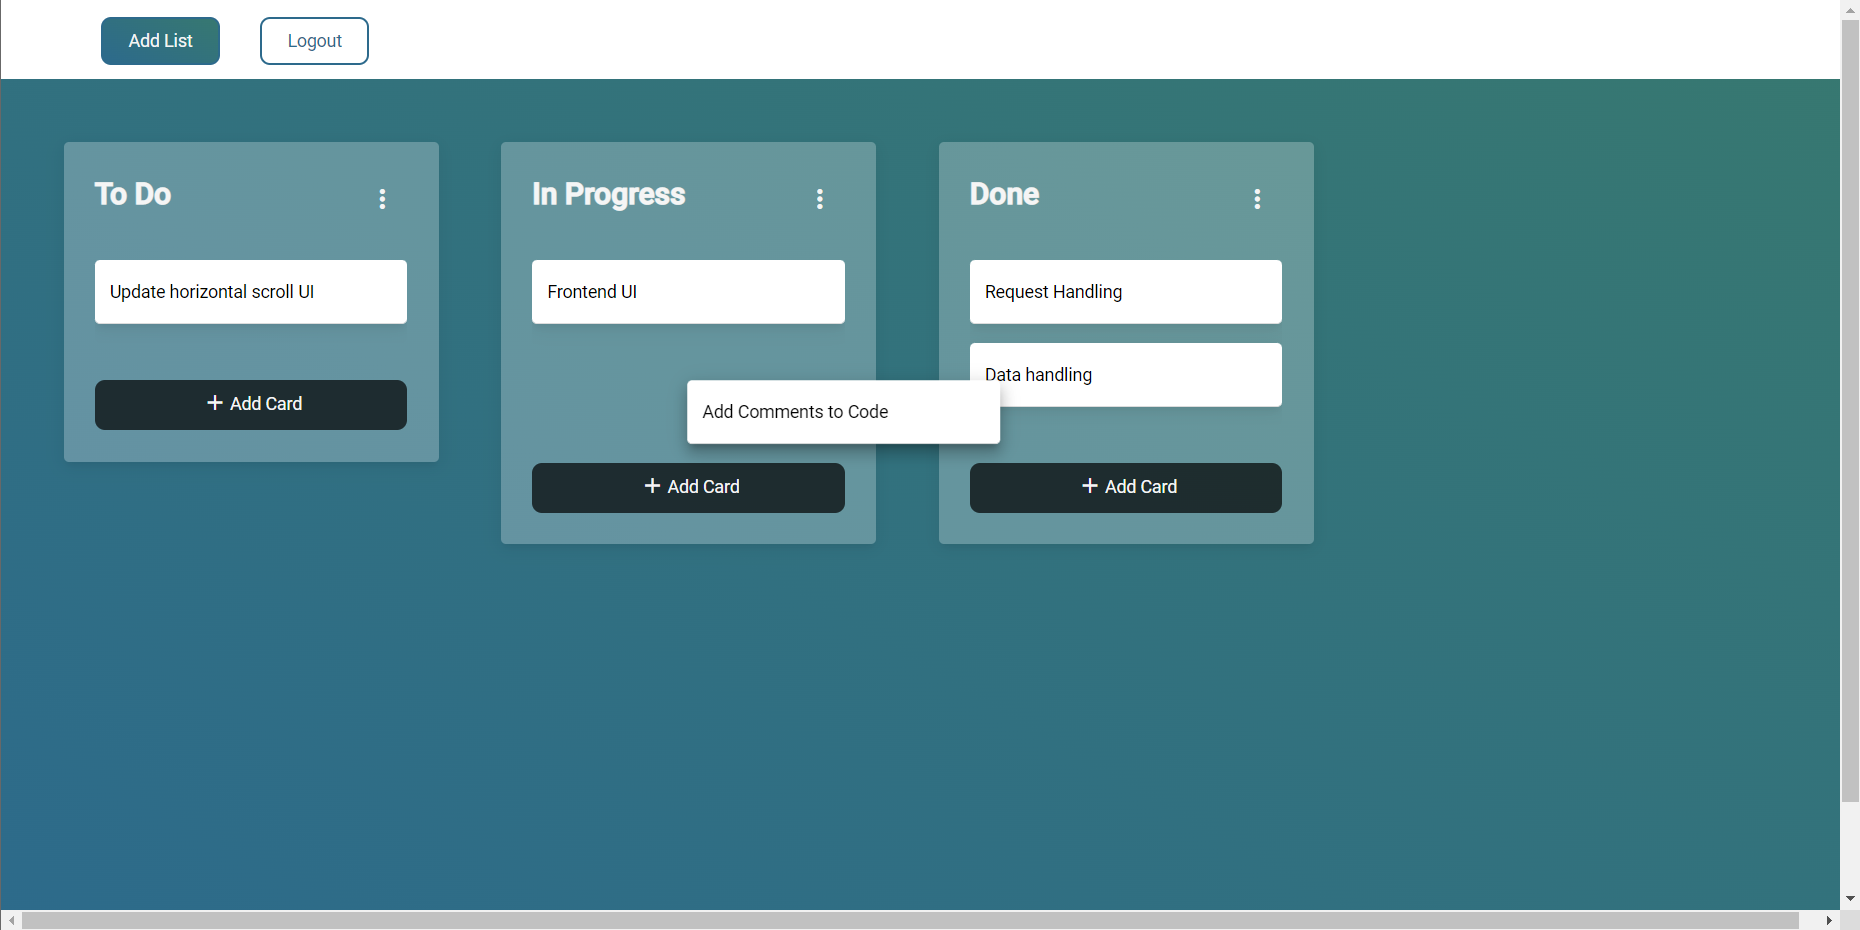 Add List
Logout
To Do
Update horizontal scroll UI
Add Card
In Progress
Frontend UI
Add Comments to Code
Add Card
Done
Request Handling
Data handling
Add Card